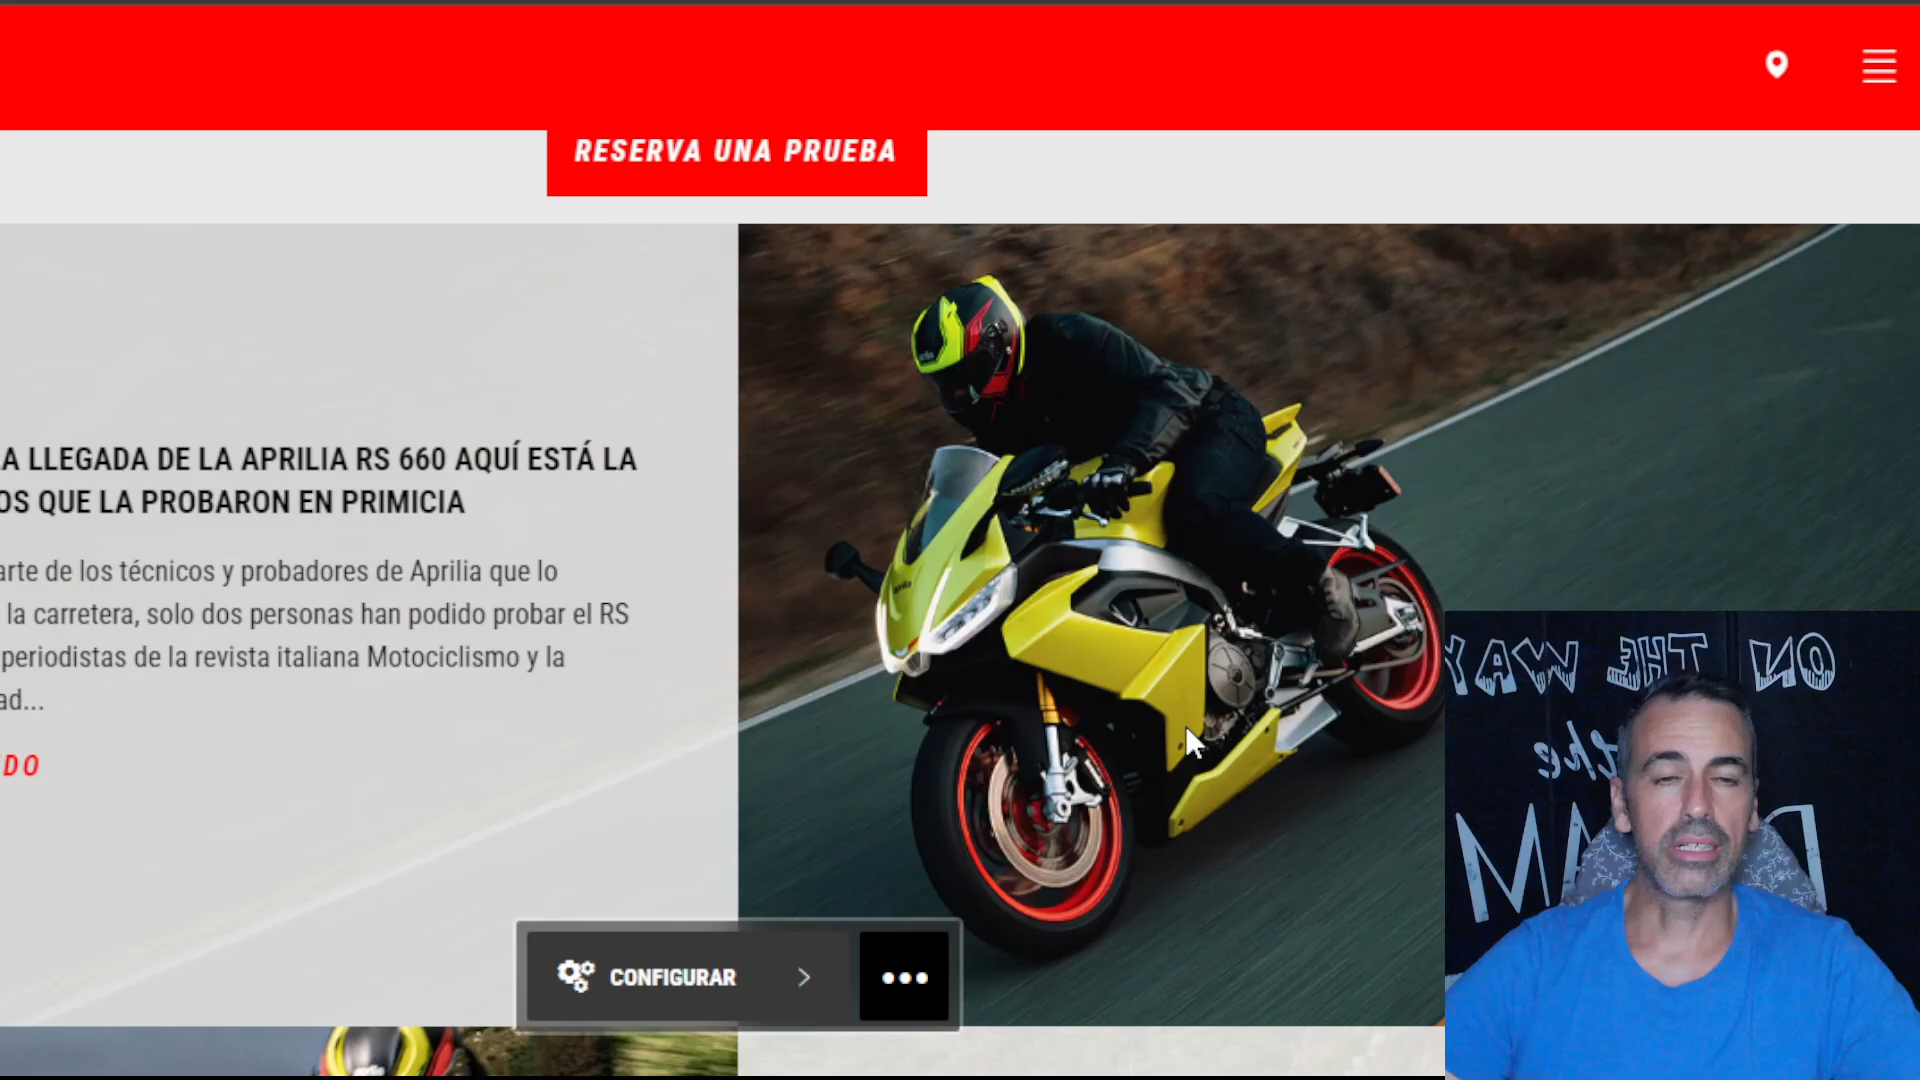 RESERVA UNA PRUEBA
A LLEGADA DE LA APRILIA RS 660 AQUÍ ESTÁ LA
OS QUE LA PROBARON EN PRIMICIA
arte de los técnicos y probadores de Aprilia que lo
la carretera, solo dos personas han podido probar el RS
periodistas de la revista italiana Motociclismo y la
ad...
DO
CONFIGURAR
ON THE WAY
the